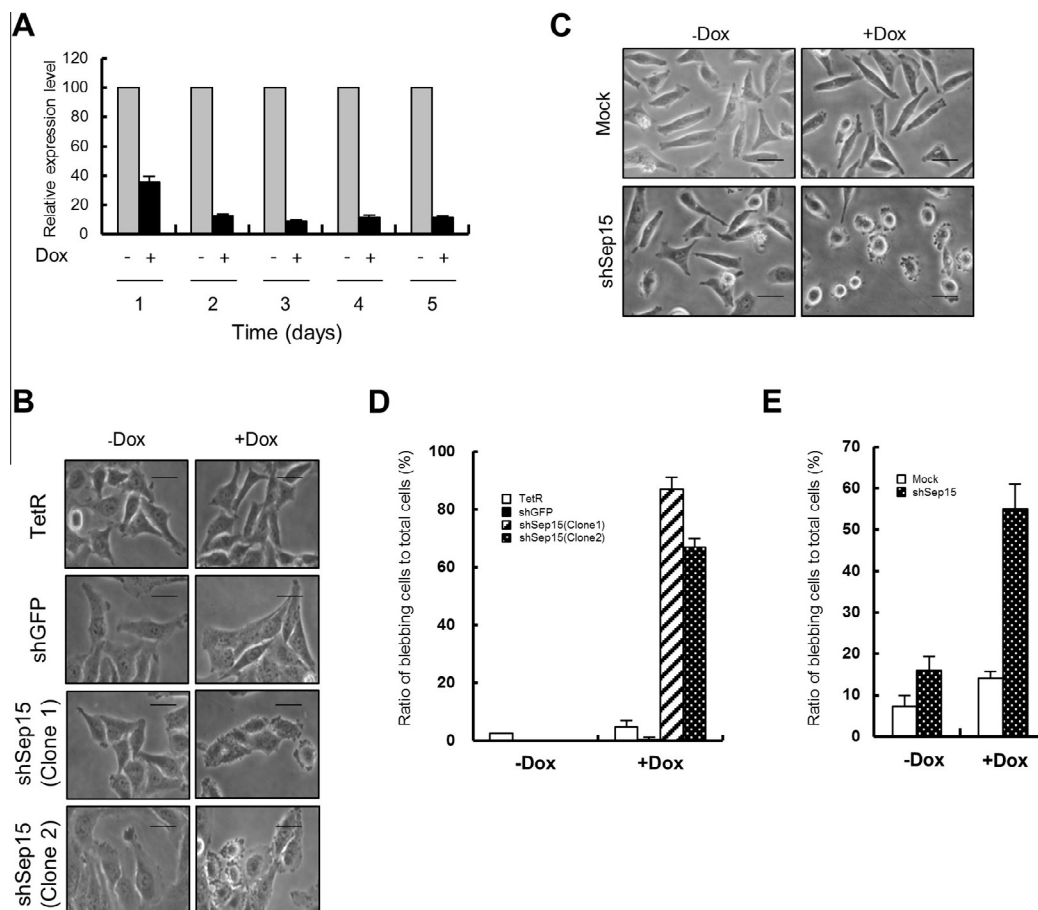 A
Relative expression level
120
100
80
60
40
20
0
Dox
- + - + - + - + - +
1 2 3 4 5
Time (days)
B
-Dox +Dox
TetR
shGFP
shSep15
(Clone 1)
shSep15
(Clone 2)
C
-Dox +Dox
Mock
shSep15
D
Ratio of blebbing cells to total cells (%)
100
80
60
40
20
0
TetR
shGFP
shSep15(Clone1)
shSep15(Clone2)
-Dox +Dox
E
Ratio of blebbing cells to total cells (%)
70
60
50
40
30
20
10
0
Mock
shSep15
-Dox +Dox